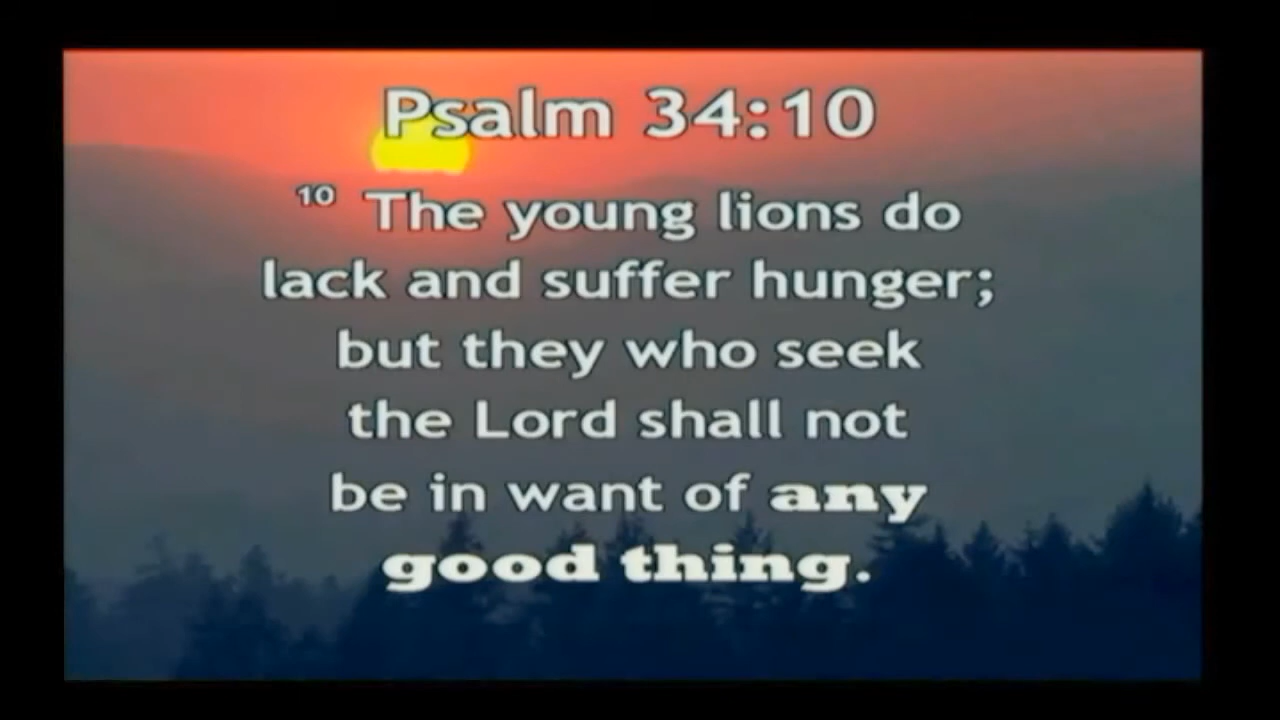 Psalm 34:10
10 The young lions do
lack and suffer hunger;
but they who seek
the Lord shall not
be in want of any
good thing.